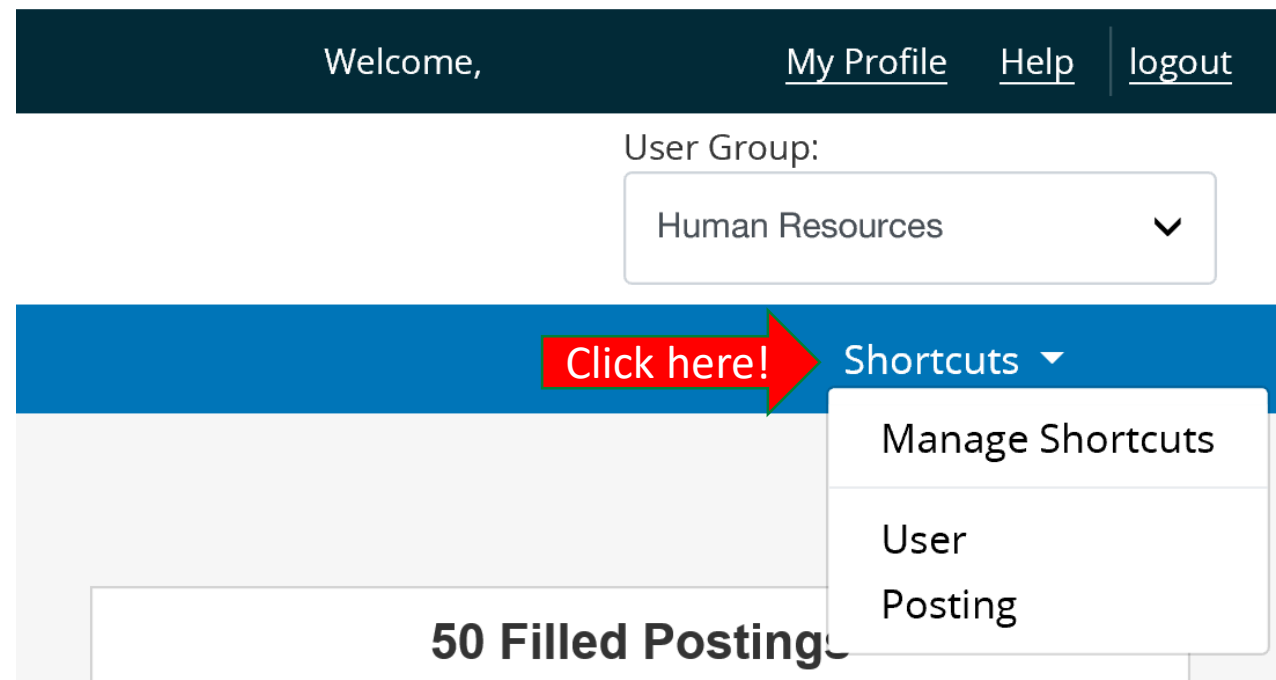 Welcome, My Profile Help logout
User Group:
Human Resources
Click here! Shortcuts
Manage Shortcuts
User
Posting
50 Filled Postings